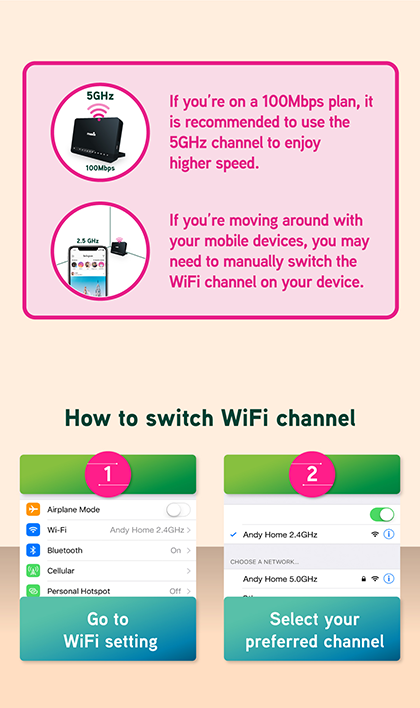 5GHz
100Mbps
If you're on a 100Mbps plan, it
is recommended to use the
5GHz channel to enjoy
higher speed.
2.5 GHz
If you're moving around with
your mobile devices, you may
need to manually switch the
WiFi channel on your device.
How to switch WiFi channel
1
Airplane Mode
Wi-Fi Andy Home 2.4GHz >
Bluetooth On >
Cellular >
Personal Hotspot Off >
Go to
WiFi setting
2
Andy Home 2.4GHz
CHOOSE A NETWORK...
Andy Home 5.0GHz
Select your
preferred channel